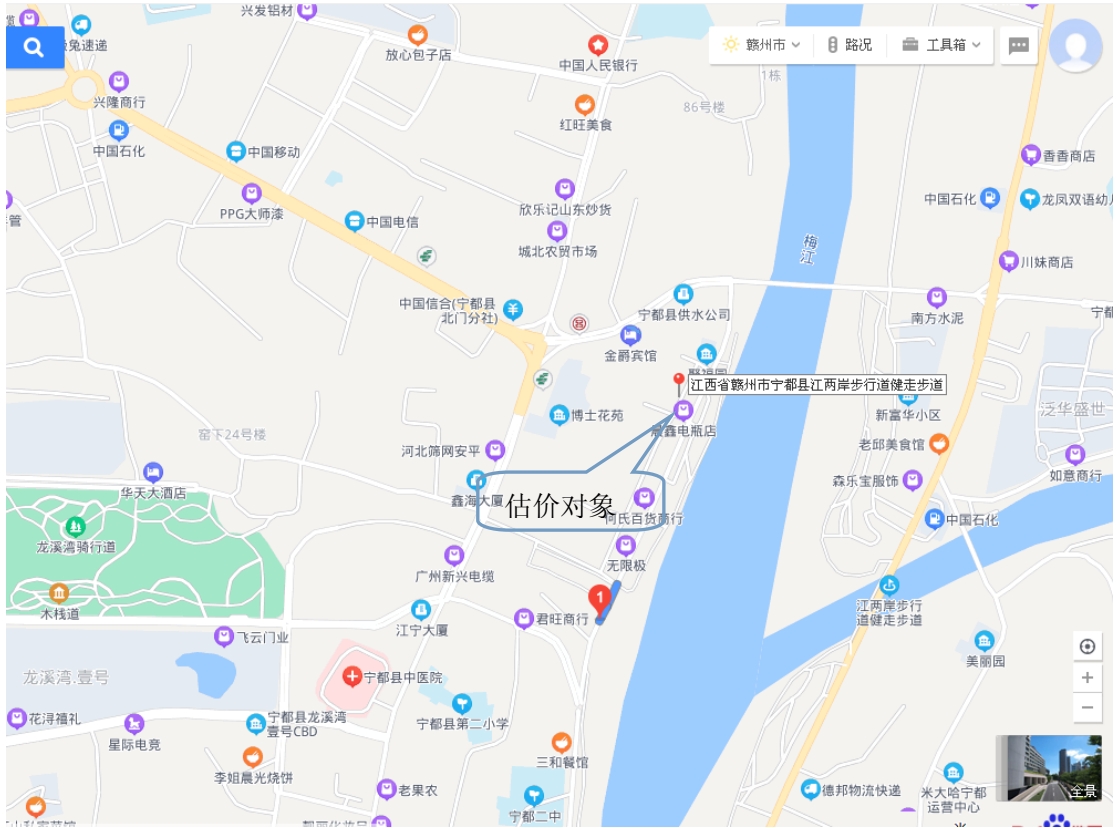 兴发铝材
兔速递
放心包子店
中国人民银行
赣州市
路况
工具箱
1栋
兴隆商行
86号楼
红旺美食
中国石化
中国移动
香香商店
PPG大师漆
欣乐记山东炒货
中国石化
龙凤双语幼儿
中国电信
城北农贸市场
梅江
川妹商店
中国信合(宁都县
北门分社)
宁都县供水公司
南方水泥
宁都
金爵宾馆
江西省赣州市宁都县江两岸步行道健走步道
博士花苑
晟鑫电瓶店
新富华小区
泛华盛世
窑下24号楼
河北筛网安平
老邱美食馆
华天大酒店
鑫海大厦
估价对象
何氏百货商行
森乐宝服饰
如意商行
中国石化
龙溪湾骑行道
无限极
广州新兴电缆
1
木栈道
江宁大厦
君旺商行
江两岸步行
道健走步道
飞云门业
龙溪湾.壹号
宁都县中医院
美丽园
花浔禧礼
星际电竞
宁都县龙溪湾
壹号CBD
宁都县第二小学
李姐晨光烧饼
三和餐馆
老果农
宁都二中
德邦物流快递
米大哈宁都
运营中心
全景